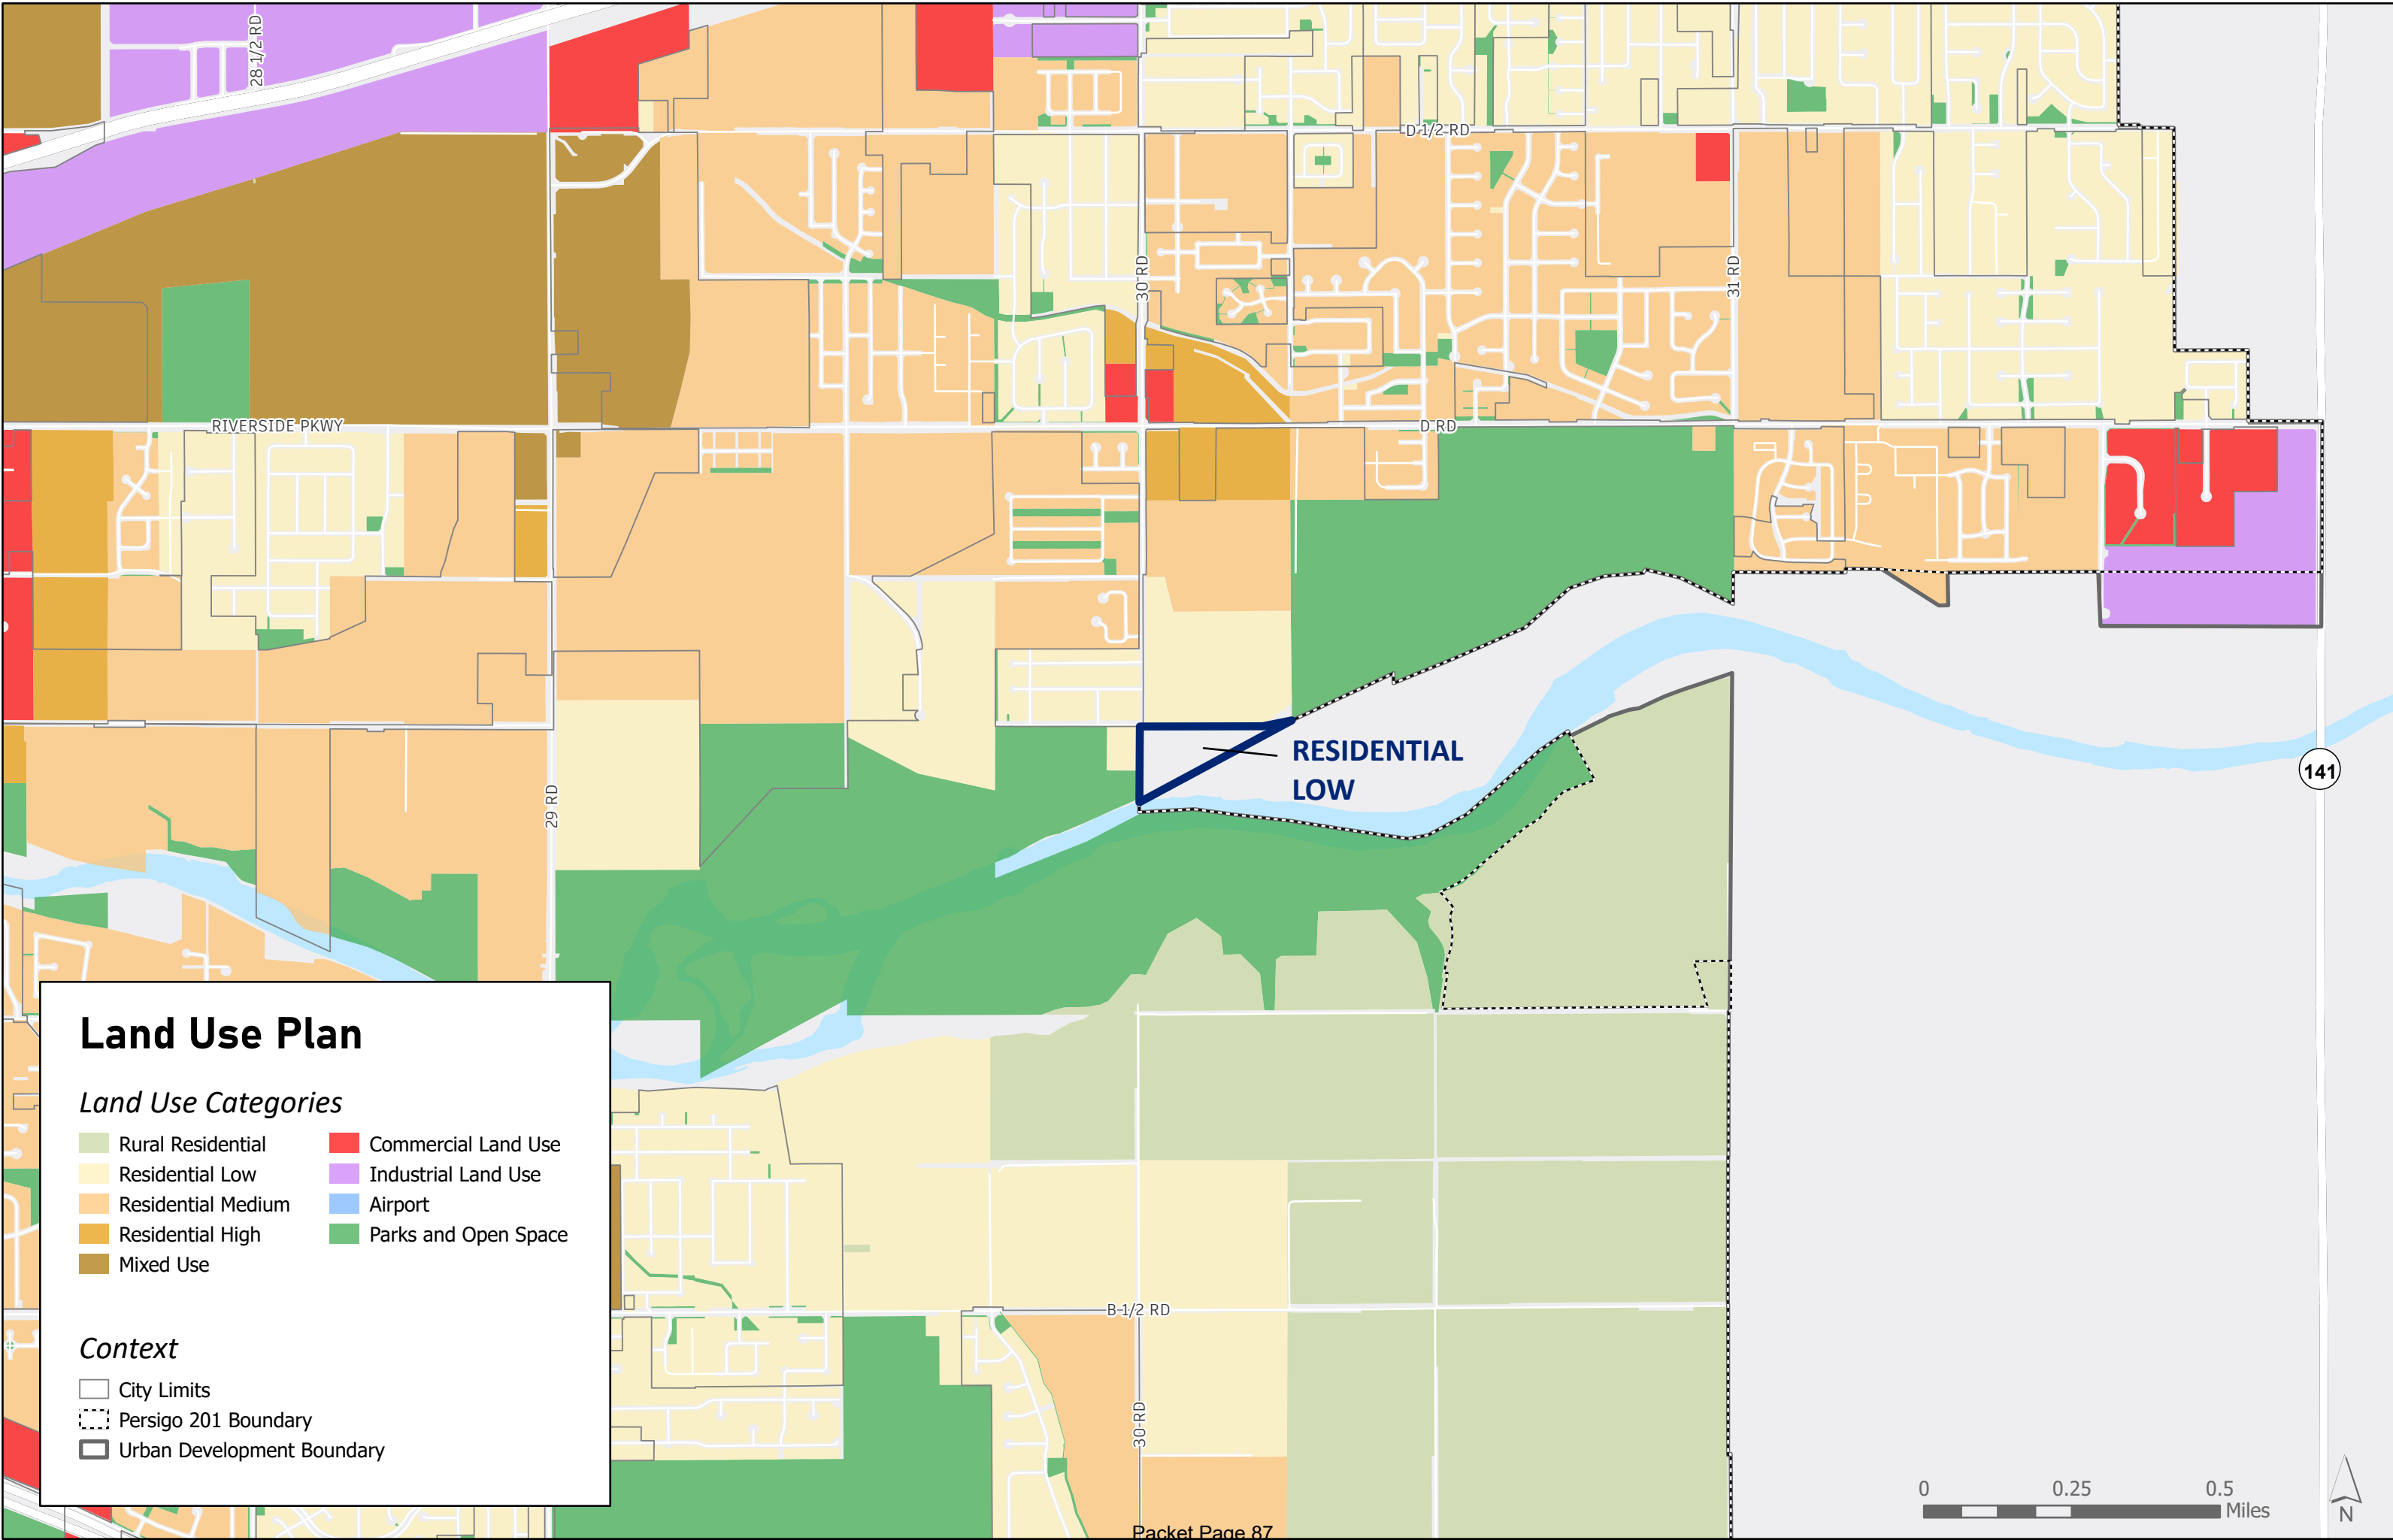 28 1/2 RD
D 1/2 RD
30 RD
31 RD
RIVERSIDE PKWY
D RD
RESIDENTIAL
LOW
141
29 RD
Land Use Plan
Land Use Categories
Rural Residential
Residential Low
Residential Medium
Residential High
Mixed Use
Commercial Land Use
Industrial Land Use
Airport
Parks and Open Space
Context
City Limits
Persigo 201 Boundary
Urban Development Boundary
B 1/2 RD
30 RD
0 0.25 0.5
Miles
N
Packet Page 87